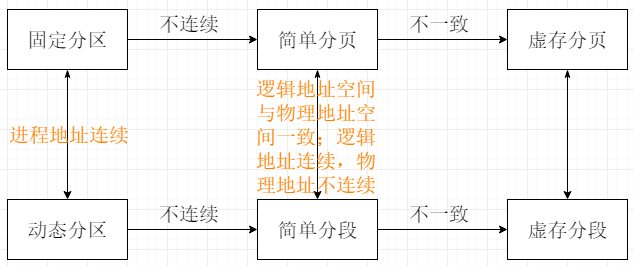 不连续
不一致
固定分区
简单分页
虚存分页
逻辑地址空间
与物理地址空
间一致；逻辑
地址连续，物
理地址不连续
进程地址连续
不连续
不一致
动态分区
简单分段
虚存分段